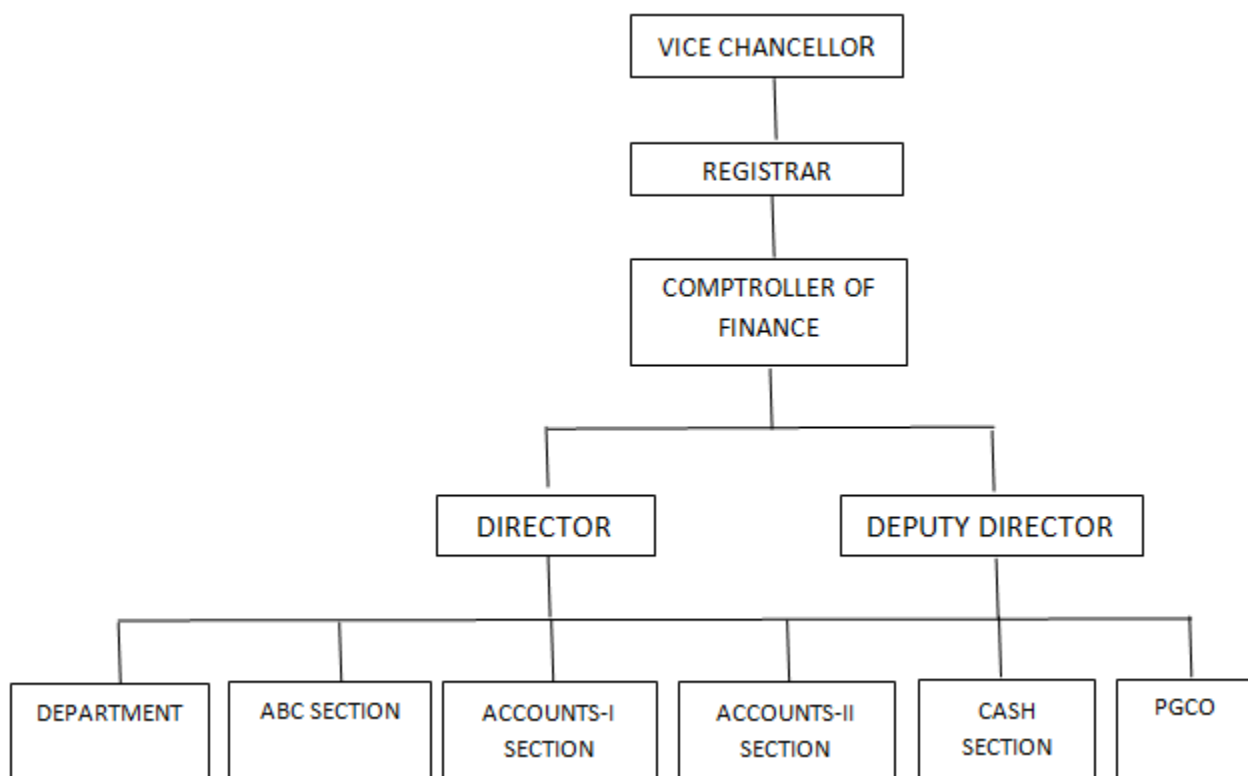 VICE CHANCELLOR
REGISTRAR
COMPTROLLER OF
FINANCE
DIRECTOR
DEPUTY DIRECTOR
DEPARTMENT
ABC SECTION
ACCOUNTS-I
SECTION
ACCOUNTS-II
SECTION
CASH
SECTION
PGCO